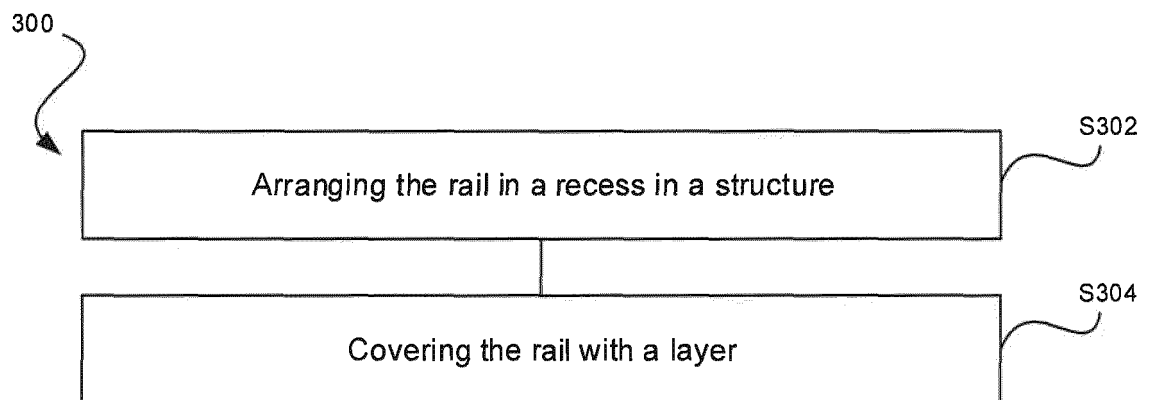 300
S302
Arranging the rail in a recess in a structure
S304
Covering the rail with a layer